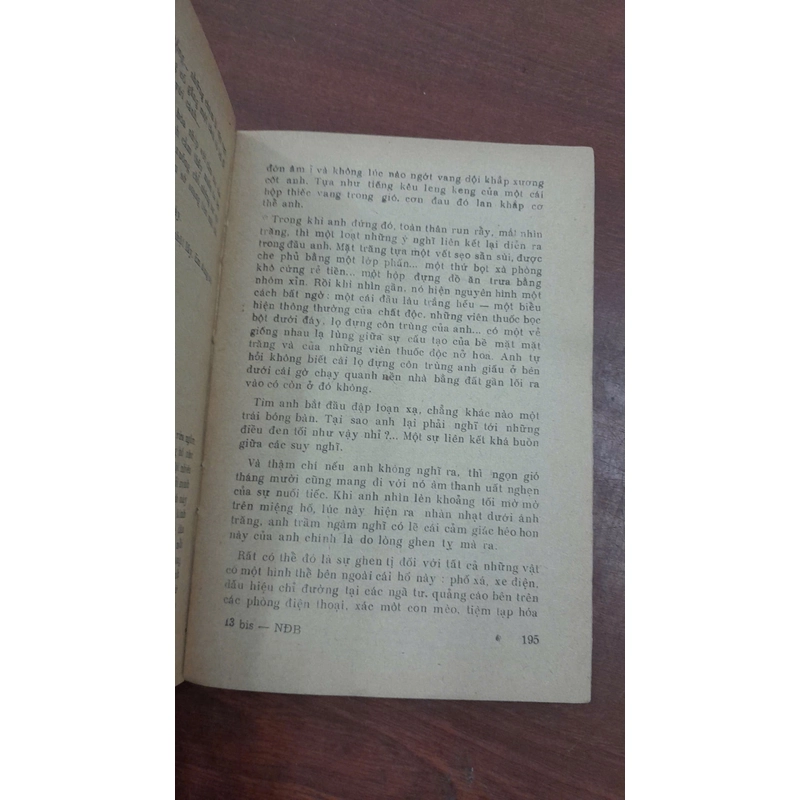 đòn âm ỉ và không lúc nào ngớt vang dội khắp xương
cốt anh. Tựa như tiếng kêu leng keng của một cái
hộp thiếc vang trong gió, cơn đau đó lan khắp cơ
thể anh.
Trong khi anh đứng đó, toàn thân run rẫy, mải nhìn
trăng, thì một loạt những ý nghĩ liên kết lại diễn ra
trong đầu anh. Mặt trăng tựa một vết sẹo sần sùi, được
che phủ bằng một lớp phấn... một thứ bọt xà phòng
khô cứng rẻ tiền... một hộp đựng đồ ăn trưa bằng
nhôm xỉn. Rồi khi nhìn gần, nó hiện nguyên hình một
cách bất ngờ : một cái đầu lâu trắng hếu — một biểu
hiện thông thường của chất độc, những viên thuốc bọc
bột dưới đáy, lọ đựng côn trùng của anh... có một vẻ
giống nhau lạ lùng giữa sự cấu tạo của bề mặt mặt
trăng và của những viên thuốc độc nở hoa. Anh tự
hỏi không biết cái lọ đựng côn trùng anh giấu ở bên
dưới cái gờ chạy quanh nền nhà bằng đất gần lối ra
vào có còn ở đó không.
Tim anh bắt đầu đập loạn xạ, chẳng khác nào một
trái bóng bàn. Tại sao anh lại phải nghĩ tới những
điều đen tối như vậy nhỉ ?... Một sự liên kết khá buồn
giữa các suy nghĩ.
Và thậm chí nếu anh không nghĩ ra, thì ngọn gió
tháng mười cũng mang đi với nó âm thanh uất nghẹn
của sự nuối tiếc. Khi anh nhìn lên khoảng tối mờ mờ
trên miệng hố, lúc này hiện ra nhàn nhạt dưới ánh
trăng, anh trầm ngâm nghĩ có lẽ cái cảm giác héo hon
này của anh chính là do lòng ghen tỵ mà ra.
Rất có thể đó là sự ghen tị đối với tất cả những vật
có một hình thể bên ngoài cái hố này : phố xá, xe điện,
dấu hiệu chỉ đường tại các ngã tư, quảng cáo bên trên
các phòng điện thoại, xác một con mèo, tiệm tạp hóa
13 bis — NĐB
195